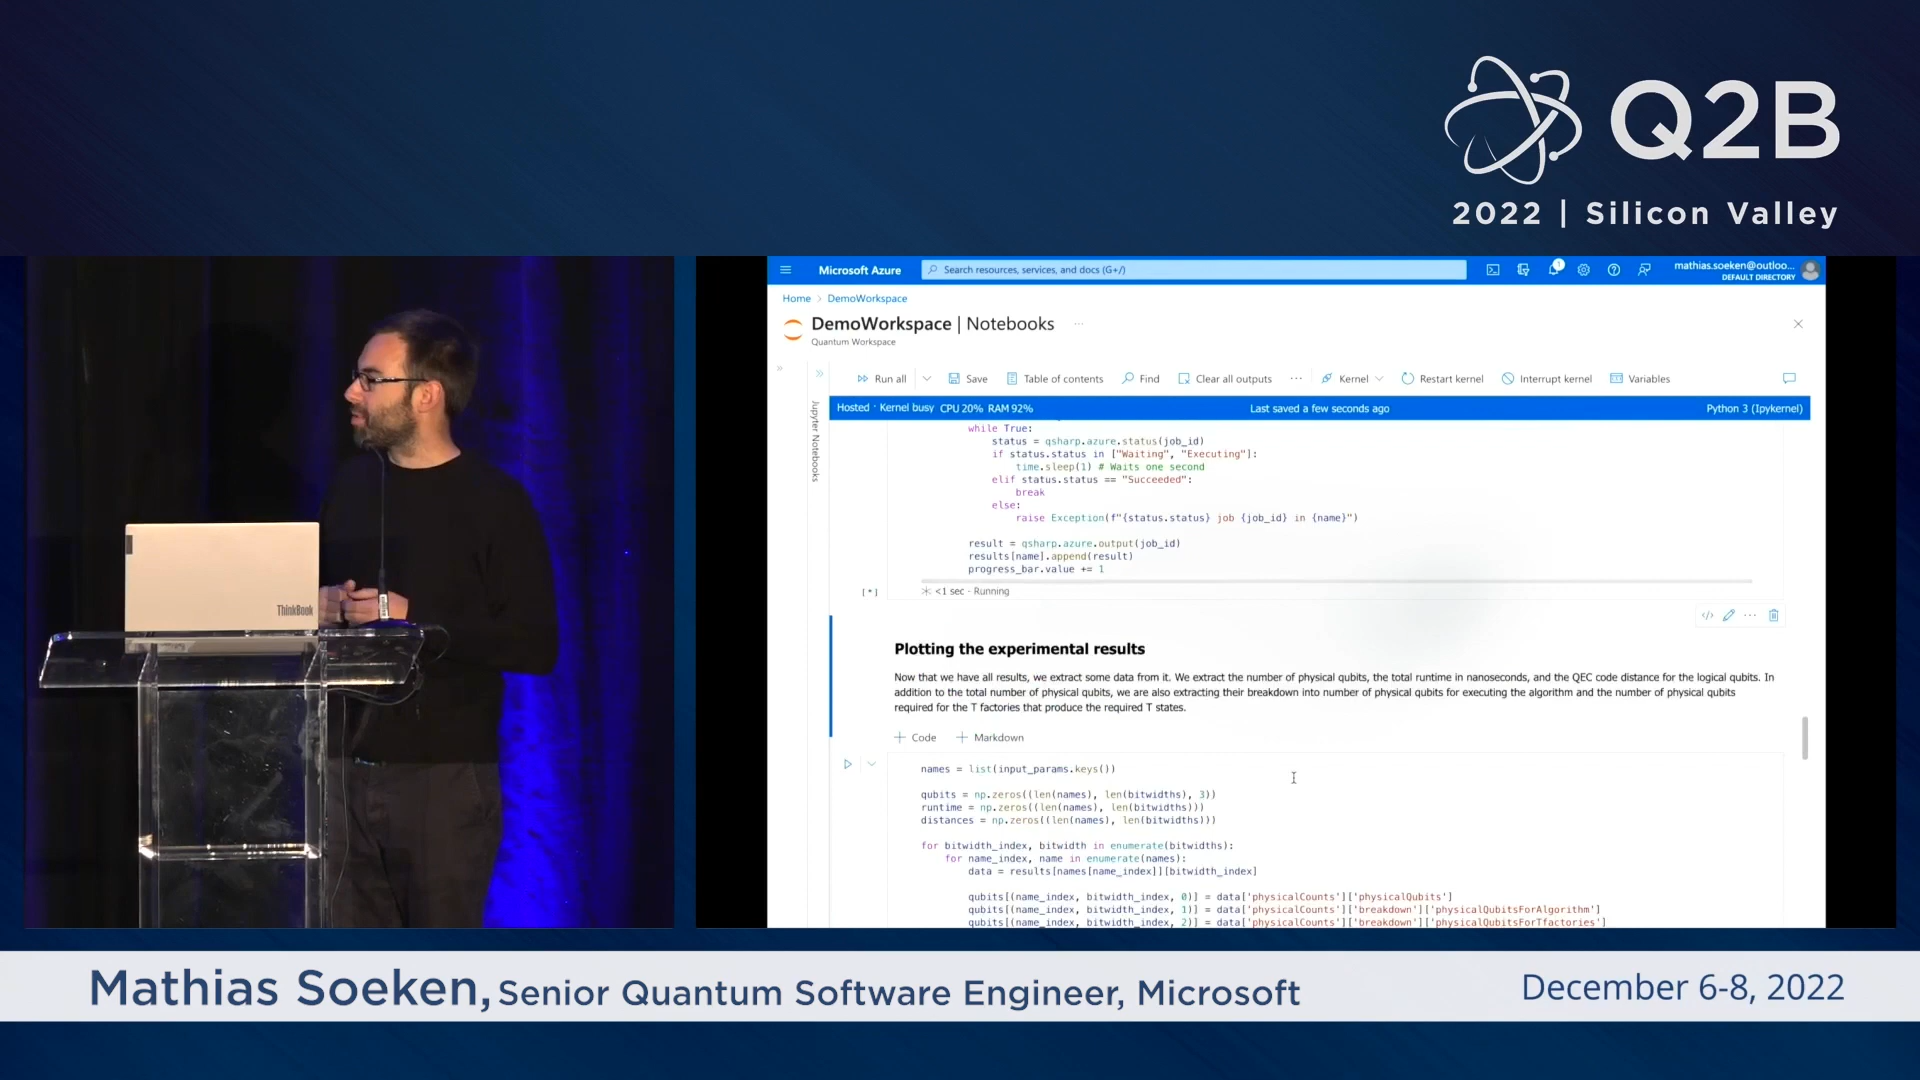 Q2B
2022 | Silicon Valley
Microsoft Azure
Search resources, services, and docs (G+/)
1
mathias.soeken@outloo...
DEFAULT DIRECTORY
Home > DemoWorkspace
DemoWorkspace | Notebooks ...
Quantum Workspace
Run all
Save
Table of contents
Find
Clear all outputs
...
Kernel
Restart kernel
Interrupt kernel
Variables
Jupyter Notebooks
Hosted · Kernel busy CPU 20% RAM 92%
Last saved a few seconds ago
Python 3 (Ipykernel)
while True:
status = qsharp.azure.status(job_id)
if status.status in ["Waiting", "Executing"]:
time.sleep(1) # Waits one second
elif status.status == "Succeeded":
break
else:
raise Exception(f"{status.status} job {job_id} in {name}")
result = qsharp.azure.output(job_id)
results[name].append(result)
progress_bar.value += 1
[*]
<1 sec - Running
Plotting the experimental results
Now that we have all results, we extract some data from it. We extract the number of physical qubits, the total runtime in nanoseconds, and the QEC code distance for the logical qubits. In
addition to the total number of physical qubits, we are also extracting their breakdown into number of physical qubits for executing the algorithm and the number of physical qubits
required for the T factories that produce the required T states.
+ Code + Markdown
names = list(input_params.keys())
qubits = np.zeros((len(names), len(bitwidths), 3))
runtime = np.zeros((len(names), len(bitwidths)))
distances = np.zeros((len(names), len(bitwidths)))
for bitwidth_index, bitwidth in enumerate(bitwidths):
for name_index, name in enumerate(names):
data = results[names[name_index]][bitwidth_index]
qubits[(name_index, bitwidth_index, 0)] = data['physicalCounts']['physicalQubits']
qubits[(name_index, bitwidth_index, 1)] = data['physicalCounts']['breakdown']['physicalQubitsForAlgorithm']
qubits[(name_index, bitwidth_index, 2)] = data['physicalCounts']['breakdown']['physicalQubitsForTfactories']
ThinkBook
Mathias Soeken, Senior Quantum Software Engineer, Microsoft
December 6-8, 2022